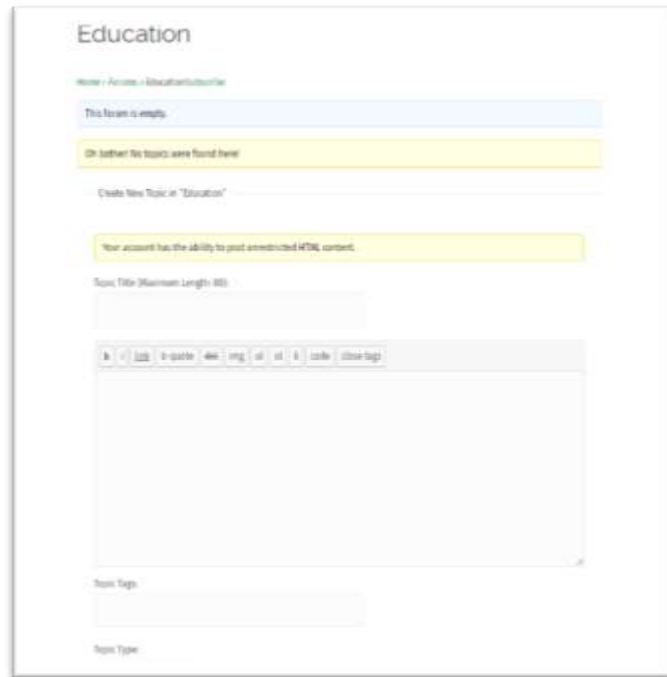 Education
Home › Forums › EducationSubscribe
This forum is empty.
Oh bother! No topics were found here!
Create New Topic in "Education"
Your account has the ability to post unrestricted HTML content.
Topic Title (Maximum Length: 80):
b i link b-quote del img ul ol li code close tags
Topic Tags:
Topic Type: